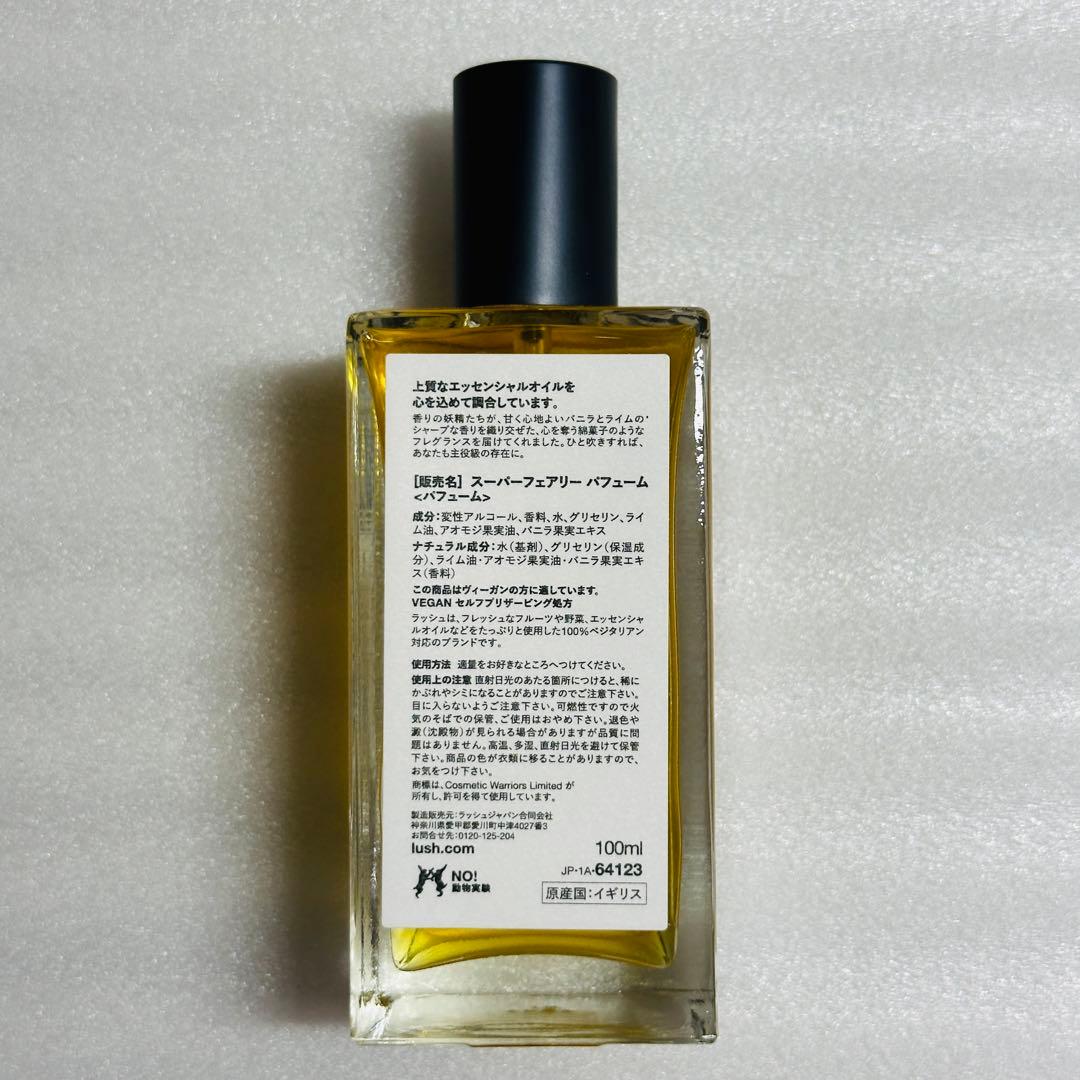 上質なエッセンシャルオイルを
心を込めて調合しています。
香りの妖精たちが、甘く心地よいバニラとライムの
シャープな香りを織り交ぜた、心を奪う綿菓子のような
フレグランスを届けてくれました。ひと吹きすれば、
あなたも主役級の存在に。
［販売名］ スーパーフェアリー パフューム
<パフューム>
成分：変性アルコール、香料、水、グリセリン、ライ
ム油、アオモジ果実油、バニラ果実エキス
ナチュラル成分：水（基剤）、グリセリン（保湿成
分）、ライム油・アオモジ果実油・バニラ果実エキ
ス（香料）
この商品はヴィーガンの方に適しています。
VEGAN セルフプリザービング処方
ラッシュは、フレッシュなフルーツや野菜、エッセンシャ
ルオイルなどをたっぷりと使用した100%ベジタリアン
対応のブランドです。
使用方法 適量をお好きなところへつけてください。
使用上の注意 直射日光のあたる箇所につけると、稀に
かぶれやシミになることがありますのでご注意下さい。
目に入らないようご注意下さい。可燃性ですので火
気のそばでの保管、ご使用はおやめ下さい。退色や
澱（沈殿物）が見られる場合がありますが品質に問
題はありません。高温、多湿、直射日光を避けて保管
下さい。商品の色が衣類に移ることがありますので、
お気をつけ下さい。
商標は、Cosmetic Warriors Limited が
所有し、許可を得て使用しています。
製造販売元：ラッシュジャパン合同会社
神奈川県愛甲郡愛川町中津4027番3
お問合せ先：0120-125-204
lush.com 100ml
JP・1A・64123
NO!
動物実験
原産国：イギリス